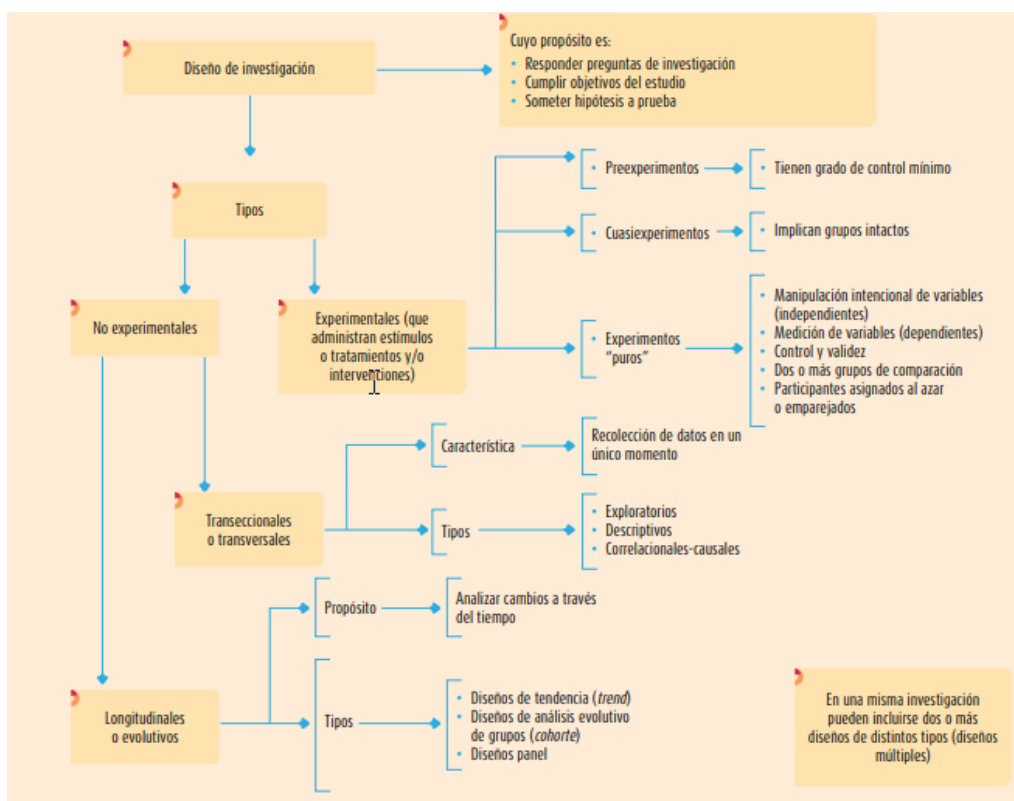 Diseño de investigación
Cuyo propósito es:
• Responder preguntas de investigación
• Cumplir objetivos del estudio
• Someter hipótesis a prueba
Tipos
No experimentales
Experimentales (que
administran estímulos
o tratamientos y/o
intervenciones)
• Preexperimentos
• Tienen grado de control mínimo
• Cuasiexperimentos
• Implican grupos intactos
• Experimentos
“puros”
• Manipulación intencional de variables
(independientes)
• Medición de variables (dependientes)
• Control y validez
• Dos o más grupos de comparación
• Participantes asignados al azar
o emparejados
Transeccionales
o transversales
Característica
Recolección de datos en un
único momento
Tipos
• Exploratorios
• Descriptivos
• Correlacionales-causales
Longitudinales
o evolutivos
Propósito
Analizar cambios a través
del tiempo
Tipos
• Diseños de tendencia (trend)
• Diseños de análisis evolutivo
de grupos (cohorte)
• Diseños panel
En una misma investigación
pueden incluirse dos o más
diseños de distintos tipos (diseños
múltiples)